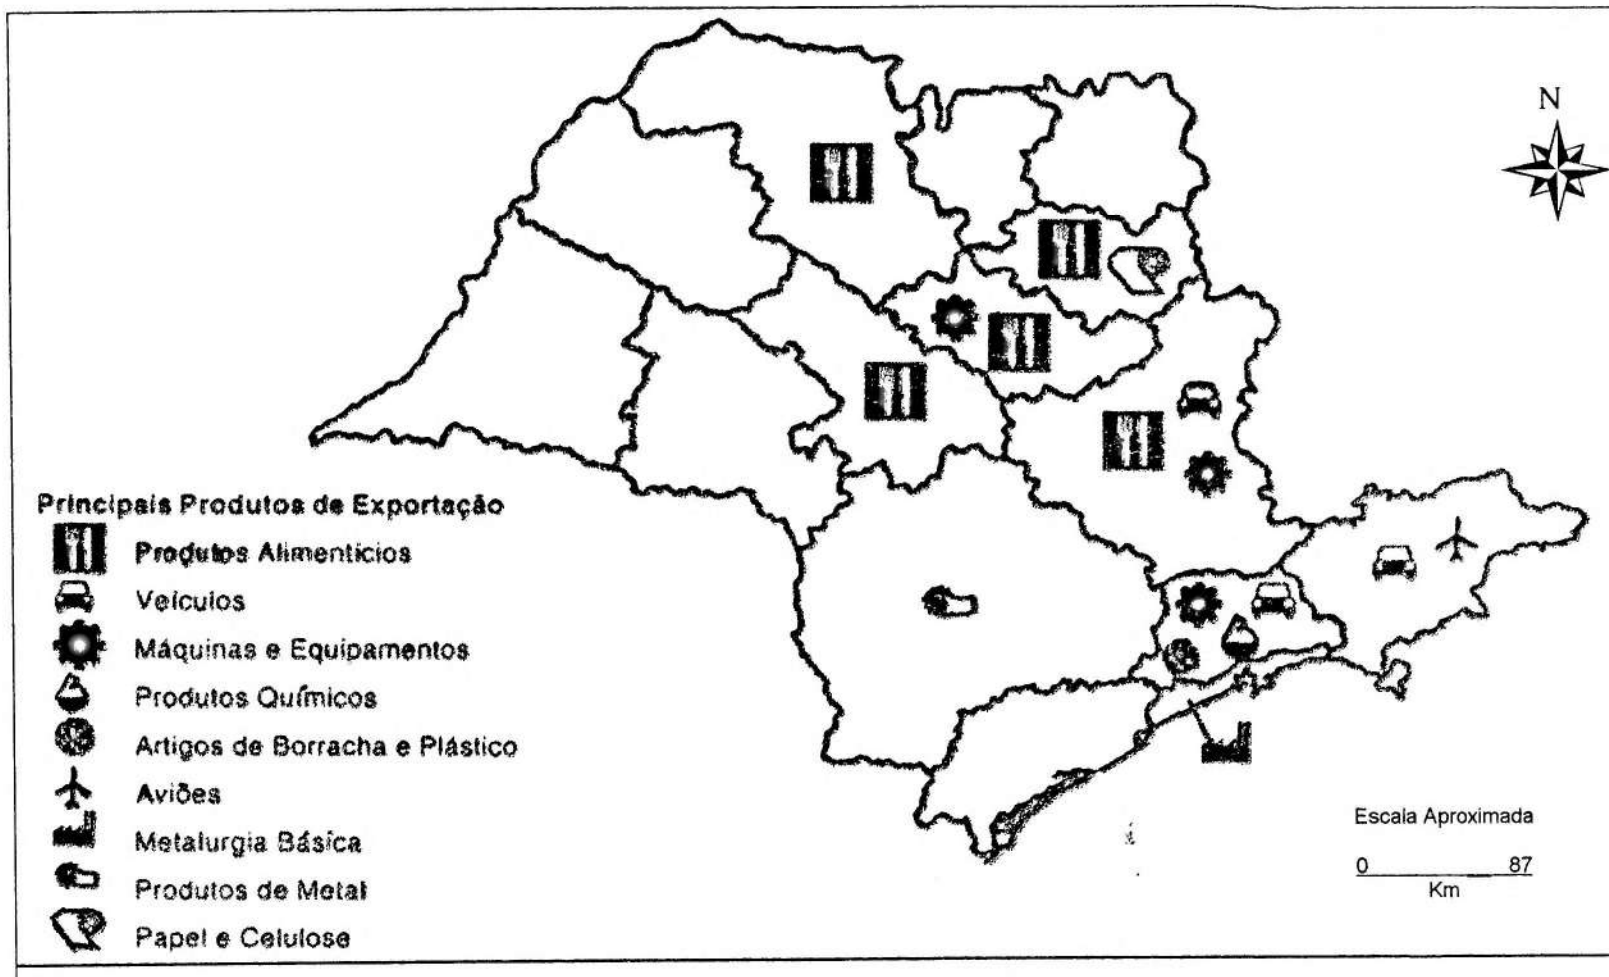 N
Principais Produtos de Exportação
Produtos Alimentícios
Veículos
Máquinas e Equipamentos
Produtos Químicos
Artigos de Borracha e Plástico
Aviões
Metalurgia Básica
Produtos de Metal
Papel e Celulose
Escala Aproximada
0 87
Km